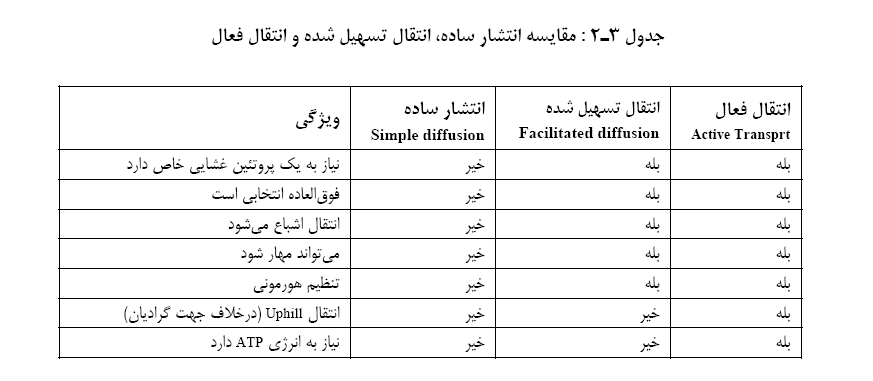 جدول ۳ـ۲ : مقایسه انتشار ساده، انتقال تسهیل شده و انتقال فعال
ویژگی انتشار ساده انتقال تسهیل شده انتقال فعال
Simple diffusion Facilitated diffusion Active Transprt
نیاز به یک پروتئین غشایی خاص دارد خیر بله بله
فوق‌العاده انتخابی است خیر بله بله
انتقال اشباع می‌شود خیر بله بله
می‌تواند مهار شود خیر بله بله
تنظیم هورمونی خیر بله بله
انتقال Uphill (درخلاف جهت گرادیان) خیر خیر بله
نیاز به انرژی ATP دارد خیر خیر بله